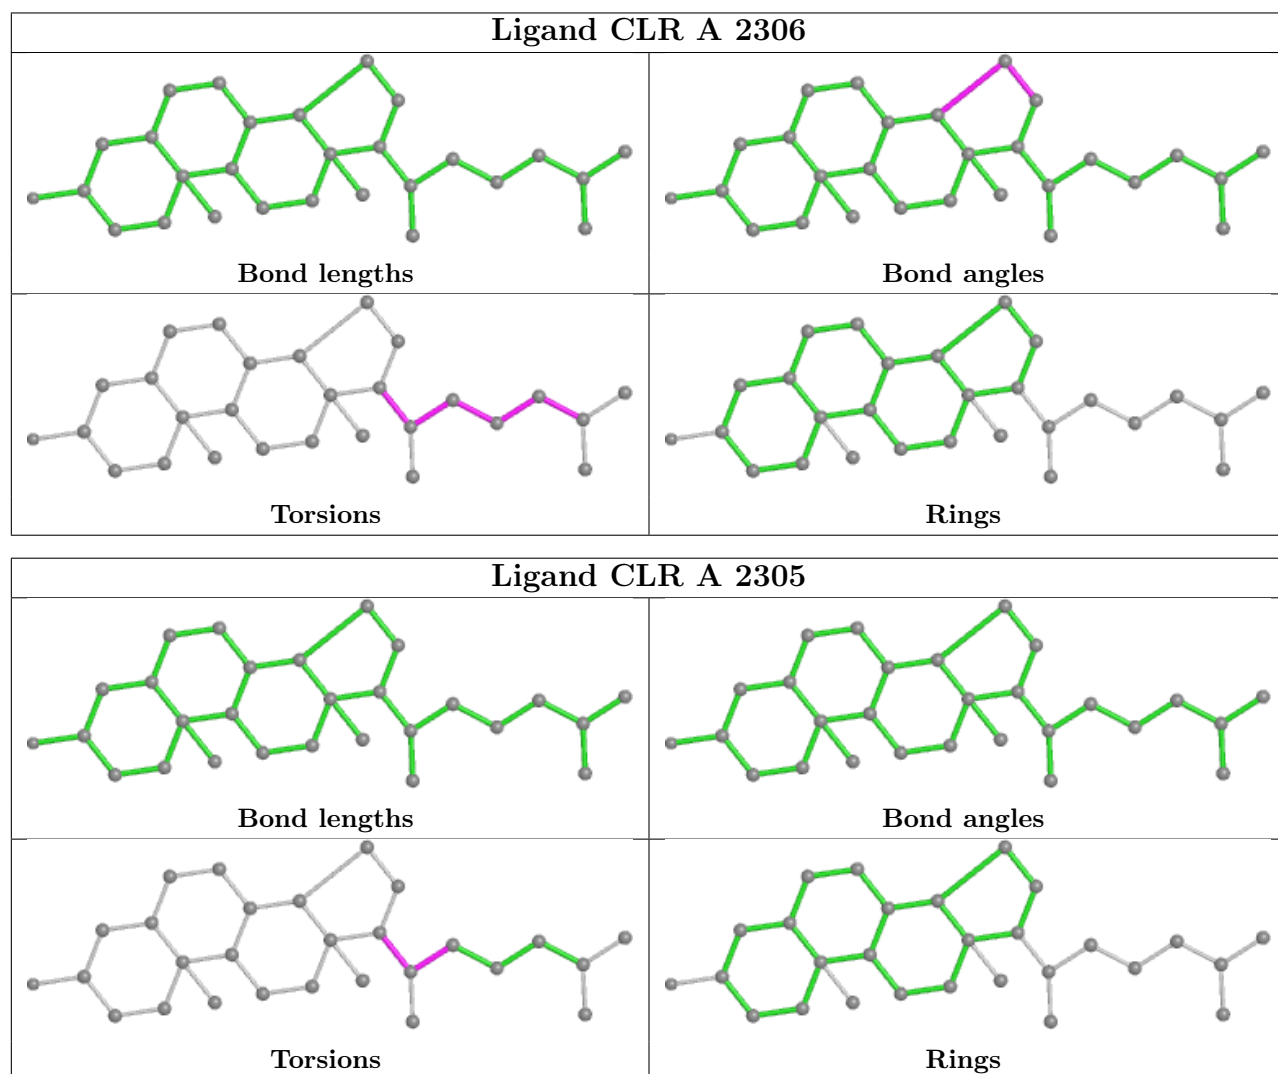 Ligand CLR A 2306
Bond lengths
Bond angles
Torsions
Rings
Ligand CLR A 2305
Bond lengths
Bond angles
Torsions
Rings